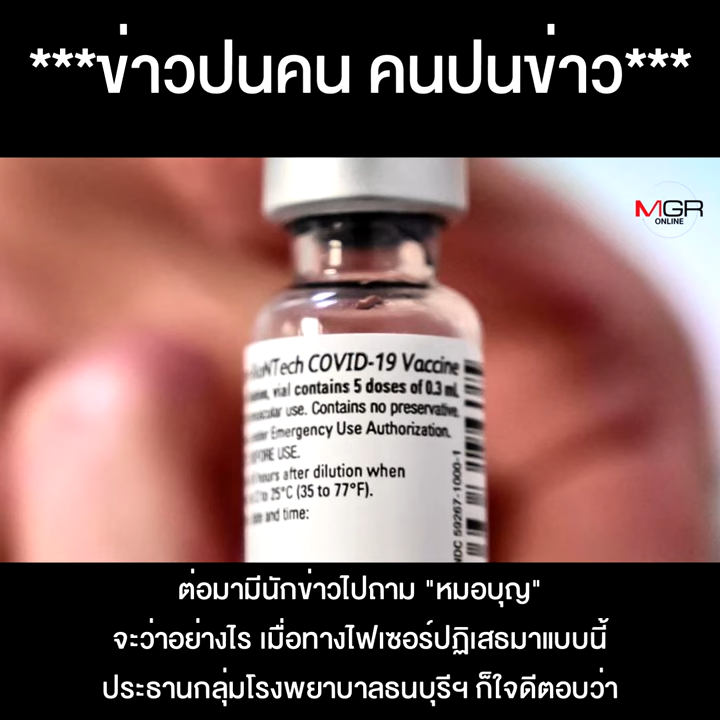 ***ข่าวปนคน คนปนข่าว***
MGR
ONLINE
NTech COVID-19 Vaccine
vial contains 5 doses of 0.3 mL
use. Contains no preservative.
Emergency Use Authorization.
USE.
hours after dilution when
25°C (35 to 77°F).
and time:
NDC 59267-1000-1
ต่อมามีนักข่าวไปถาม "หมอบุญ"
จะว่าอย่างไร เมื่อทางไฟเซอร์ปฏิเสธมาแบบนี้
ประธานกลุ่มโรงพยาบาลธนบุรีฯ ก็ใจดีตอบว่า